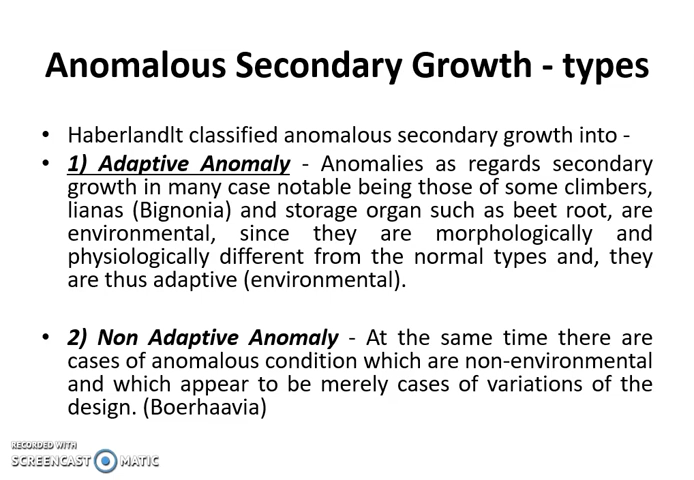 Anomalous Secondary Growth - types
• Haberlandlt classified anomalous secondary growth into -
• 1) Adaptive Anomaly - Anomalies as regards secondary
growth in many case notable being those of some climbers,
lianas (Bignonia) and storage organ such as beet root, are
environmental, since they are morphologically and
physiologically different from the normal types and, they
are thus adaptive (environmental).
• 2) Non Adaptive Anomaly - At the same time there are
cases of anomalous condition which are non-environmental
and which appear to be merely cases of variations of the
design. (Boerhaavia)
RECORDED WITH
SCREENCAST MATIC